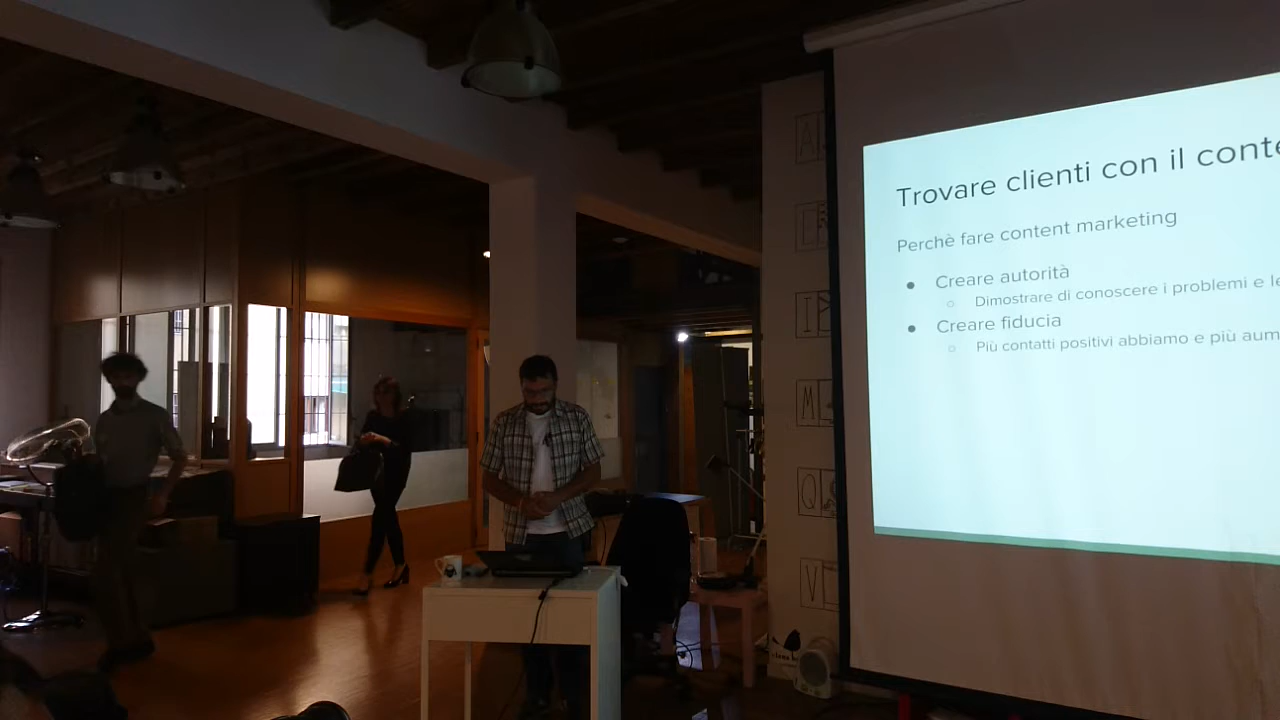 Trovare clienti con il conte
Perchè fare content marketing
Creare autorità
Dimostrare di conoscere i problemi e le
Creare fiducia
Più contatti positivi abbiamo e più aum